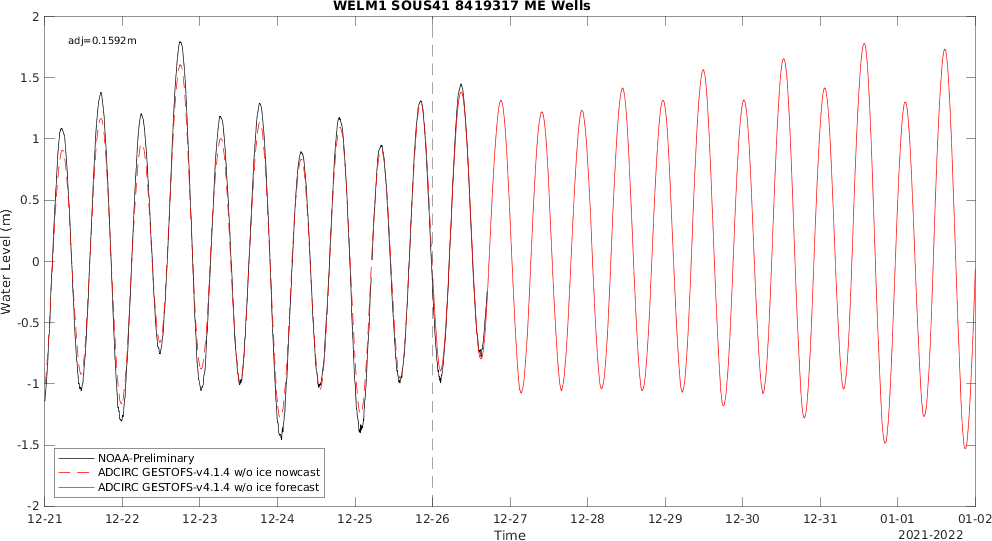 WELM1 SOUS41 8419317 ME Wells
adj=0.1592m
2
1.5
1
0.5
0
-0.5
-1
-1.5
-2
Water Level (m)
NOAA-Preliminary
ADCIRC GESTOFS-v4.1.4 w/o ice nowcast
ADCIRC GESTOFS-v4.1.4 w/o ice forecast
12-21 12-22 12-23 12-24 12-25 12-26 12-27 12-28 12-29 12-30 12-31 01-01 01-02
Time
2021-2022